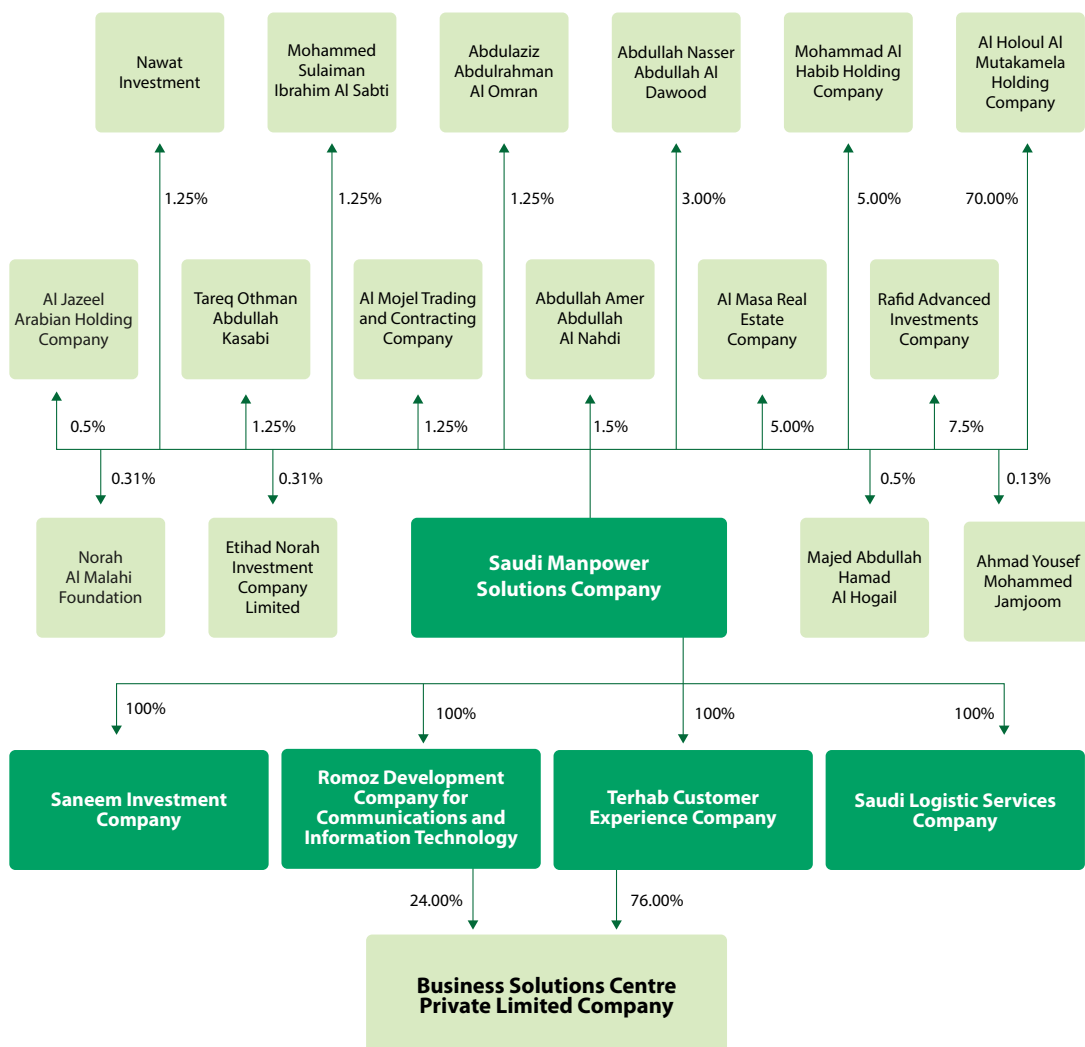 Nawat
Investment
Mohammed
Sulaiman
Ibrahim Al Sabti
Abdulaziz
Abdulrahman
Al Omran
Abdullah Nasser
Abdullah Al
Dawood
Mohammad Al
Habib Holding
Company
Al Holoul Al
Mutakamela
Holding
Company
1.25%
1.25%
1.25%
3.00%
5.00%
70.00%
Al Jazeel
Arabian Holding
Company
Tareq Othman
Abdullah
Kasabi
Al Mojel Trading
and Contracting
Company
Abdullah Amer
Abdullah
Al Nahdi
Al Masa Real
Estate
Company
Rafid Advanced
Investments
Company
0.5%
1.25%
1.25%
1.5%
5.00%
7.5%
0.31%
0.31%
0.5%
0.13%
Norah
Al Malahi
Foundation
Etihad Norah
Investment
Company
Limited
Saudi Manpower
Solutions Company
Majed Abdullah
Hamad
Al Hogail
Ahmad Yousef
Mohammed
Jamjoom
100%
100%
100%
100%
Saneem Investment
Company
Romoz Development
Company for
Communications and
Information Technology
Terhab Customer
Experience Company
Saudi Logistic Services
Company
24.00%
76.00%
Business Solutions Centre
Private Limited Company